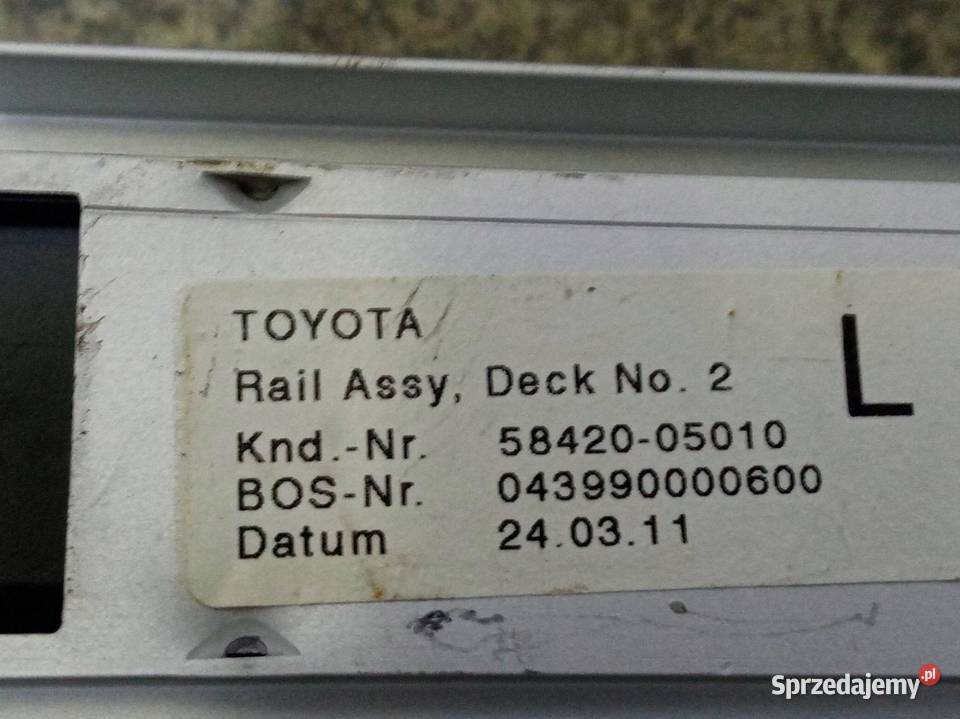 TOYOTA
L
Rail Assy, Deck No. 2
Knd.-Nr. 58420-05010
BOS-Nr. 043990000600
Datum 24.03.11
Sprzedajemy.pl